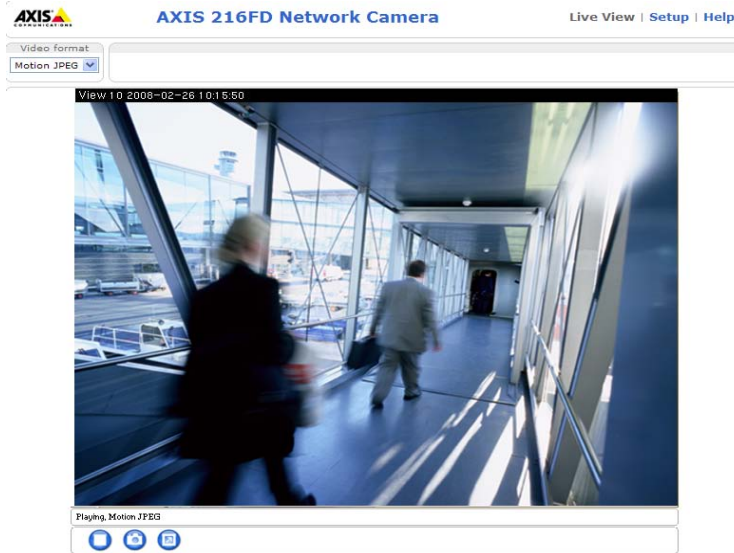 AXIS
COMMUNICATIONS
AXIS 216FD Network Camera
Live View | Setup | Help
Video format
Motion JPEG
View 10 2008-02-26 10:15:50
Playing, Motion JPEG